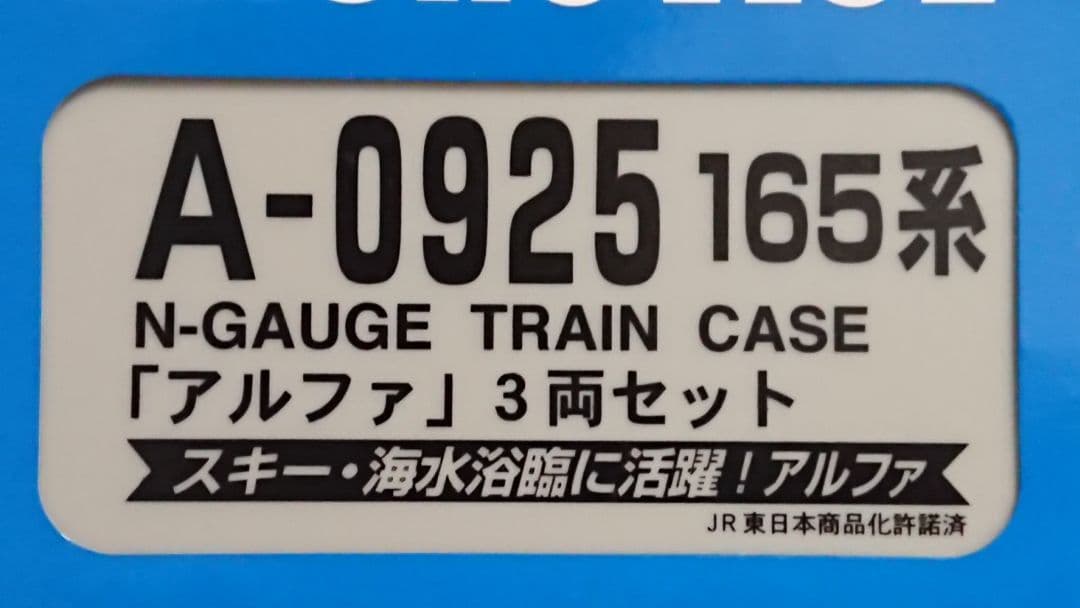 A-0925 165系
N-GAUGE TRAIN CASE
「アルファ」3両セット
スキー・海水浴臨に活躍!アルファ
JR東日本商品化許諾済